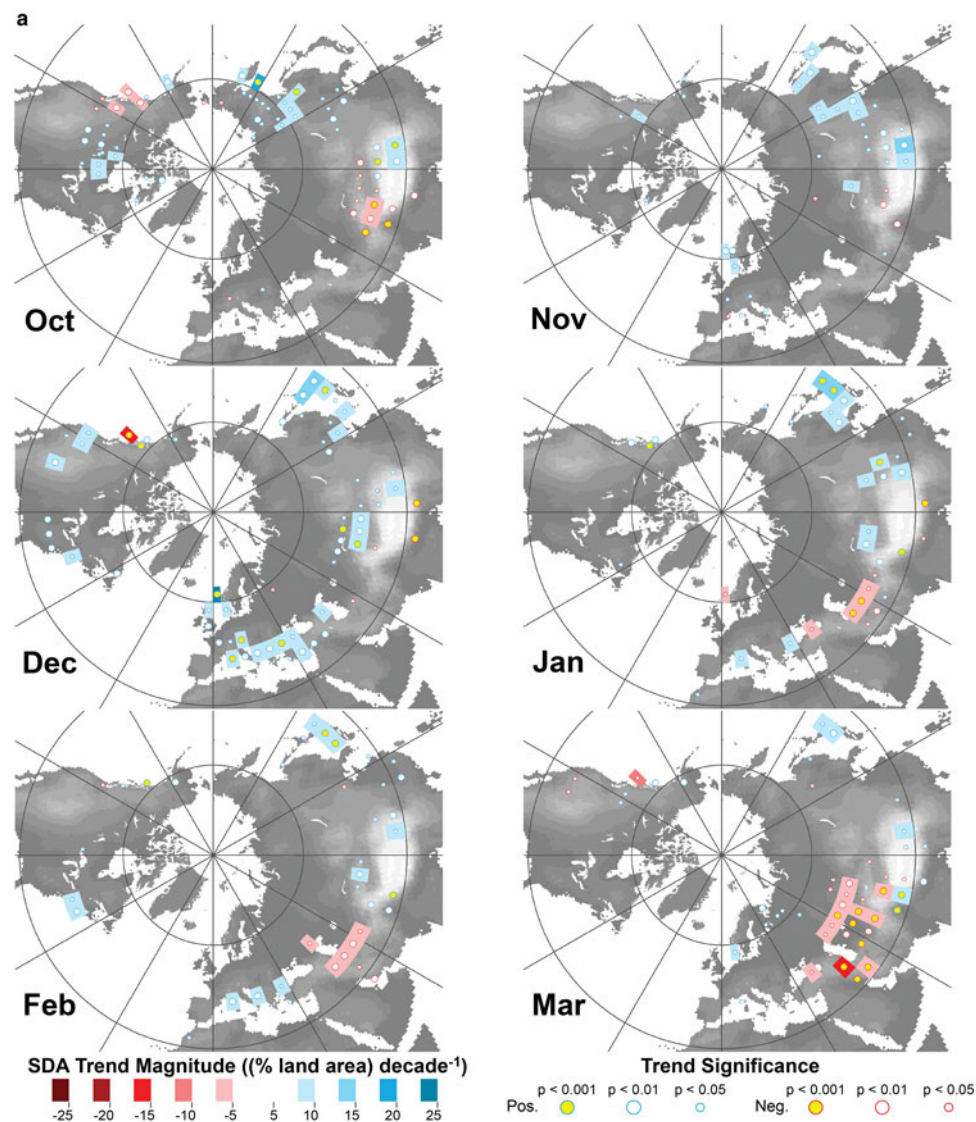 a
Oct
Nov
Dec
Jan
Feb
Mar
SDA Trend Magnitude ((% land area) decade⁻¹)
-25 -20 -15 -10 -5 5 10 15 20 25
Trend Significance
p < 0.001 p < 0.01 p < 0.05 p < 0.001 p < 0.01 p < 0.05
Pos. Neg.